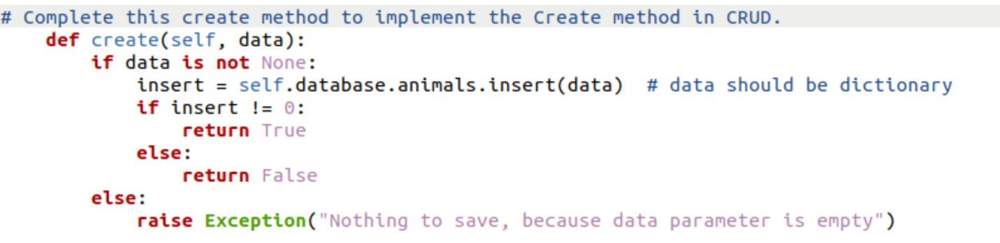 # Complete this create method to implement the Create method in CRUD.
    def create(self, data):
        if data is not None:
            insert = self.database.animals.insert(data)  # data should be dictionary
            if insert != 0:
                return True
            else:
                return False
        else:
            raise Exception("Nothing to save, because data parameter is empty")